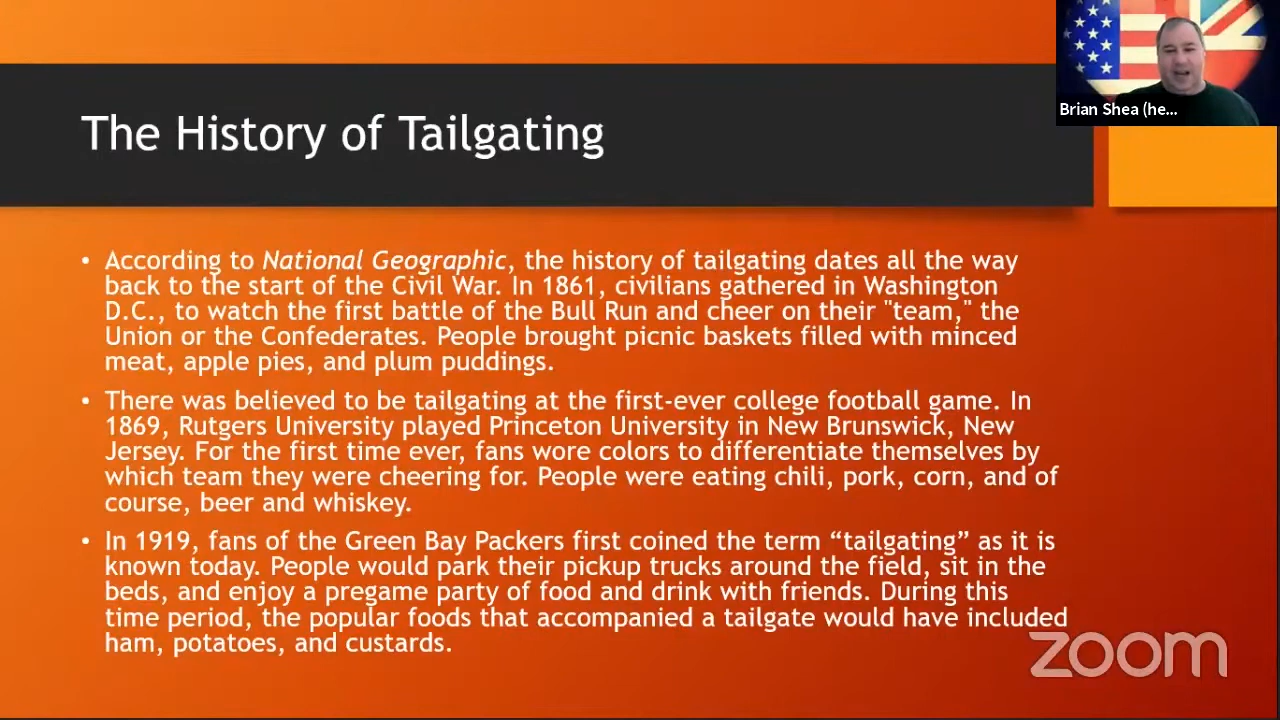 Brian Shea (he...
The History of Tailgating
• According to National Geographic, the history of tailgating dates all the way
back to the start of the Civil War. In 1861, civilians gathered in Washington
D.C., to watch the first battle of the Bull Run and cheer on their "team," the
Union or the Confederates. People brought picnic baskets filled with minced
meat, apple pies, and plum puddings.
• There was believed to be tailgating at the first-ever college football game. In
1869, Rutgers University played Princeton University in New Brunswick, New
Jersey. For the first time ever, fans wore colors to differentiate themselves by
which team they were cheering for. People were eating chili, pork, corn, and of
course, beer and whiskey.
• In 1919, fans of the Green Bay Packers first coined the term “tailgating” as it is
known today. People would park their pickup trucks around the field, sit in the
beds, and enjoy a pregame party of food and drink with friends. During this
time period, the popular foods that accompanied a tailgate would have included
ham, potatoes, and custards.
zoom